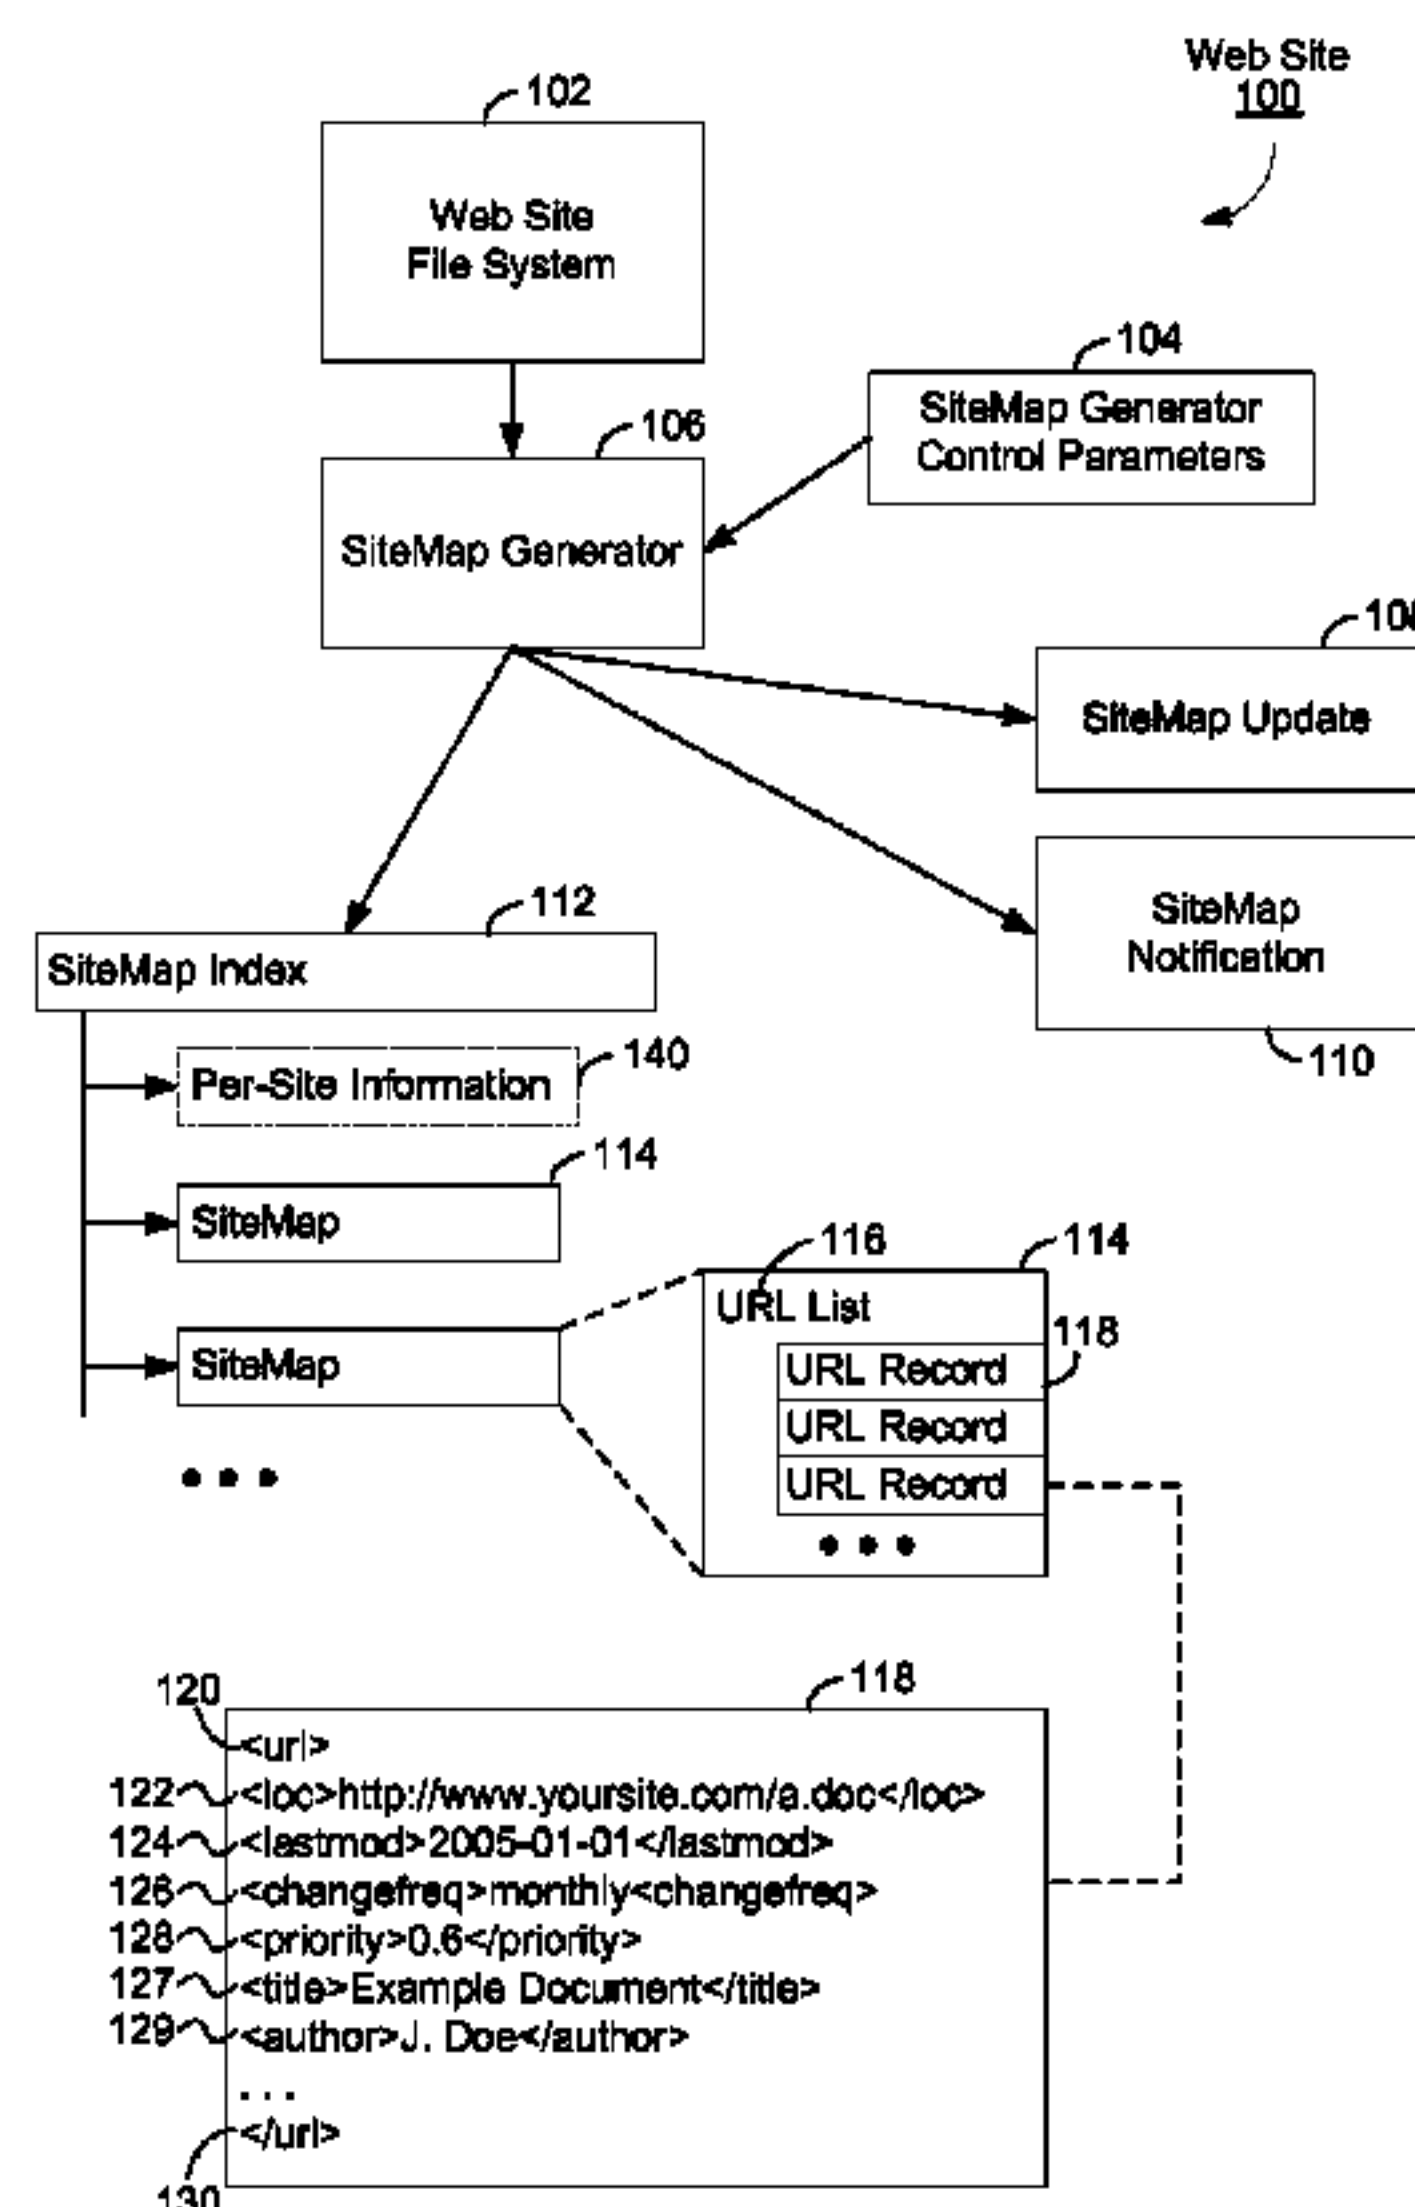 Web Site
100
102
Web Site
File System
104
SiteMap Generator
Control Parameters
106
SiteMap Generator
SiteMap Update
SiteMap
Notification
110
112
SiteMap Index
140
Per-Site Information
114
SiteMap
SiteMap
116
114
URL List
118
URL Record
URL Record
URL Record
• • •
• • •
118
120
<url>
122 <loc>http://www.yoursite.com/a.doc</loc>
124 <lastmod>2005-01-01</lastmod>
126 <changefreq>monthly<changefreq>
128 <priority>0.6</priority>
127 <title>Example Document</title>
129 <author>J. Doe</author>
. . .
</url>
130